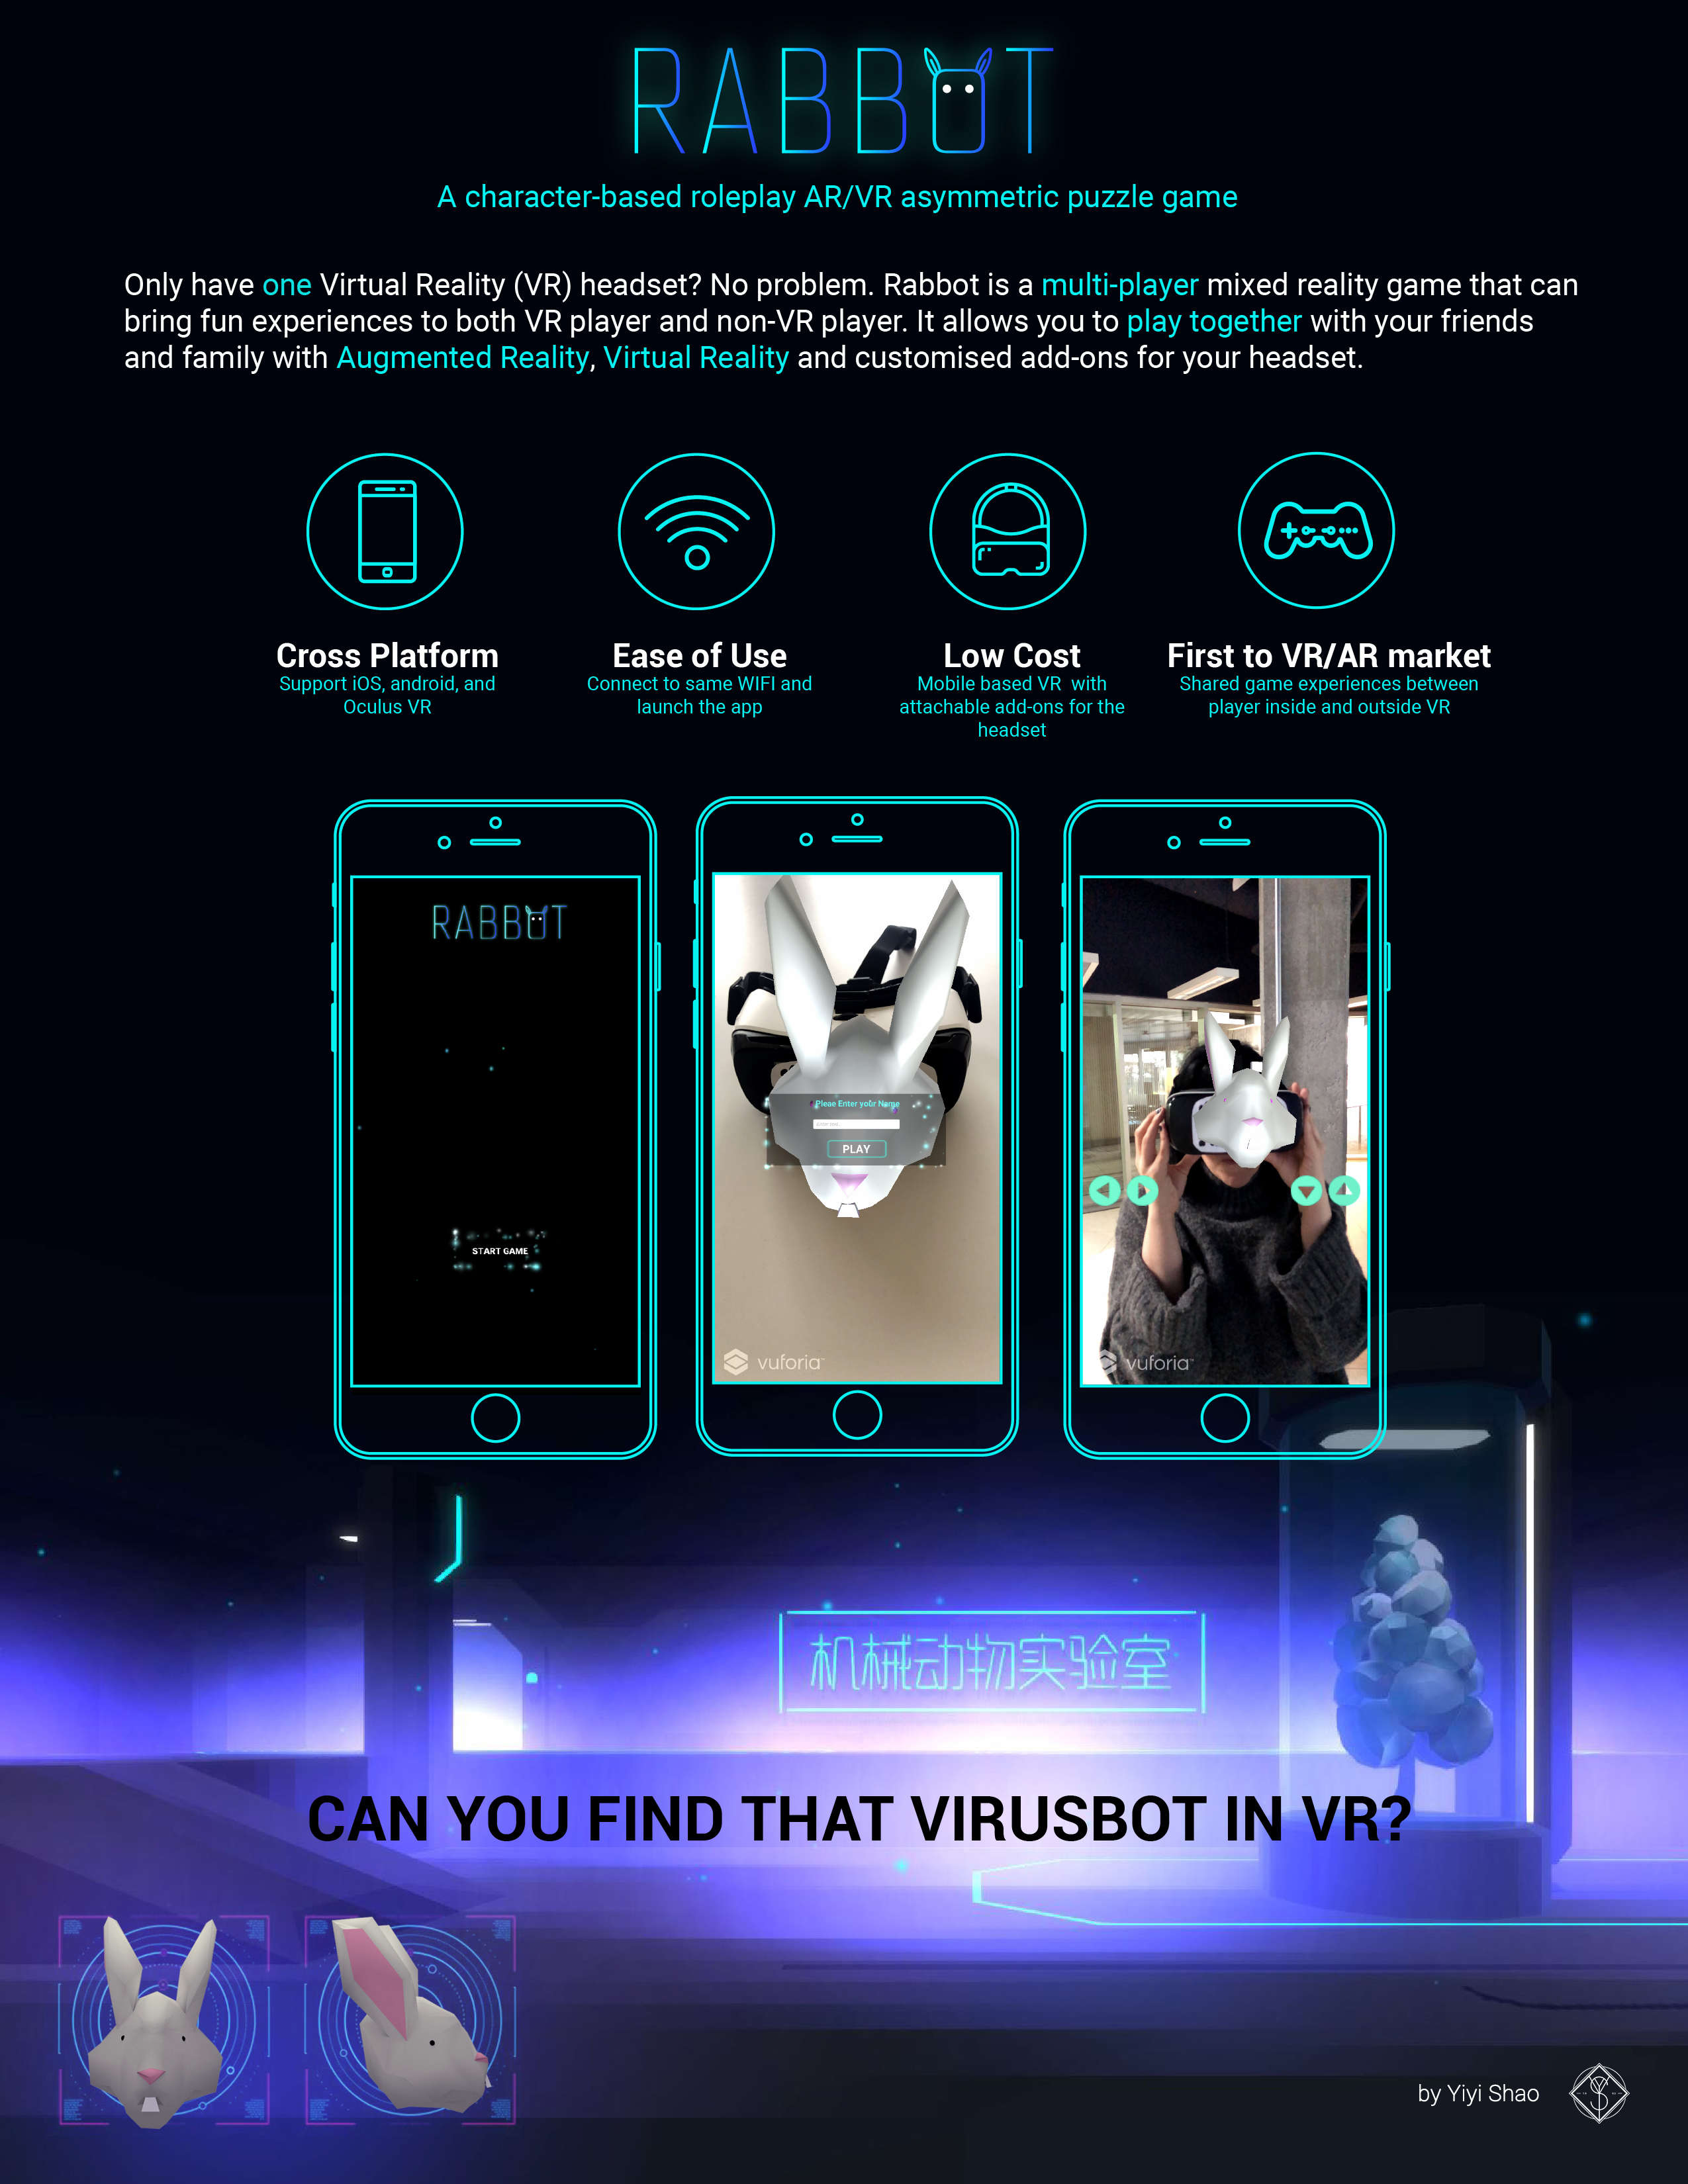 RABBOT
A character-based roleplay AR/VR asymmetric puzzle game
Only have one Virtual Reality (VR) headset? No problem. Rabbot is a multi-player mixed reality game that can
bring fun experiences to both VR player and non-VR player. It allows you to play together with your friends
and family with Augmented Reality, Virtual Reality and customised add-ons for your headset.
Cross Platform
Support iOS, android, and
Oculus VR
Ease of Use
Connect to same WIFI and
launch the app
Low Cost
Mobile based VR with
attachable add-ons for the
headset
First to VR/AR market
Shared game experiences between
player inside and outside VR
RABBOT
START GAME
Pleae Enter your Name
PLAY
vuforia™
vuforia™
机械动物实验室
CAN YOU FIND THAT VIRUSBOT IN VR?
by Yiyi Shao